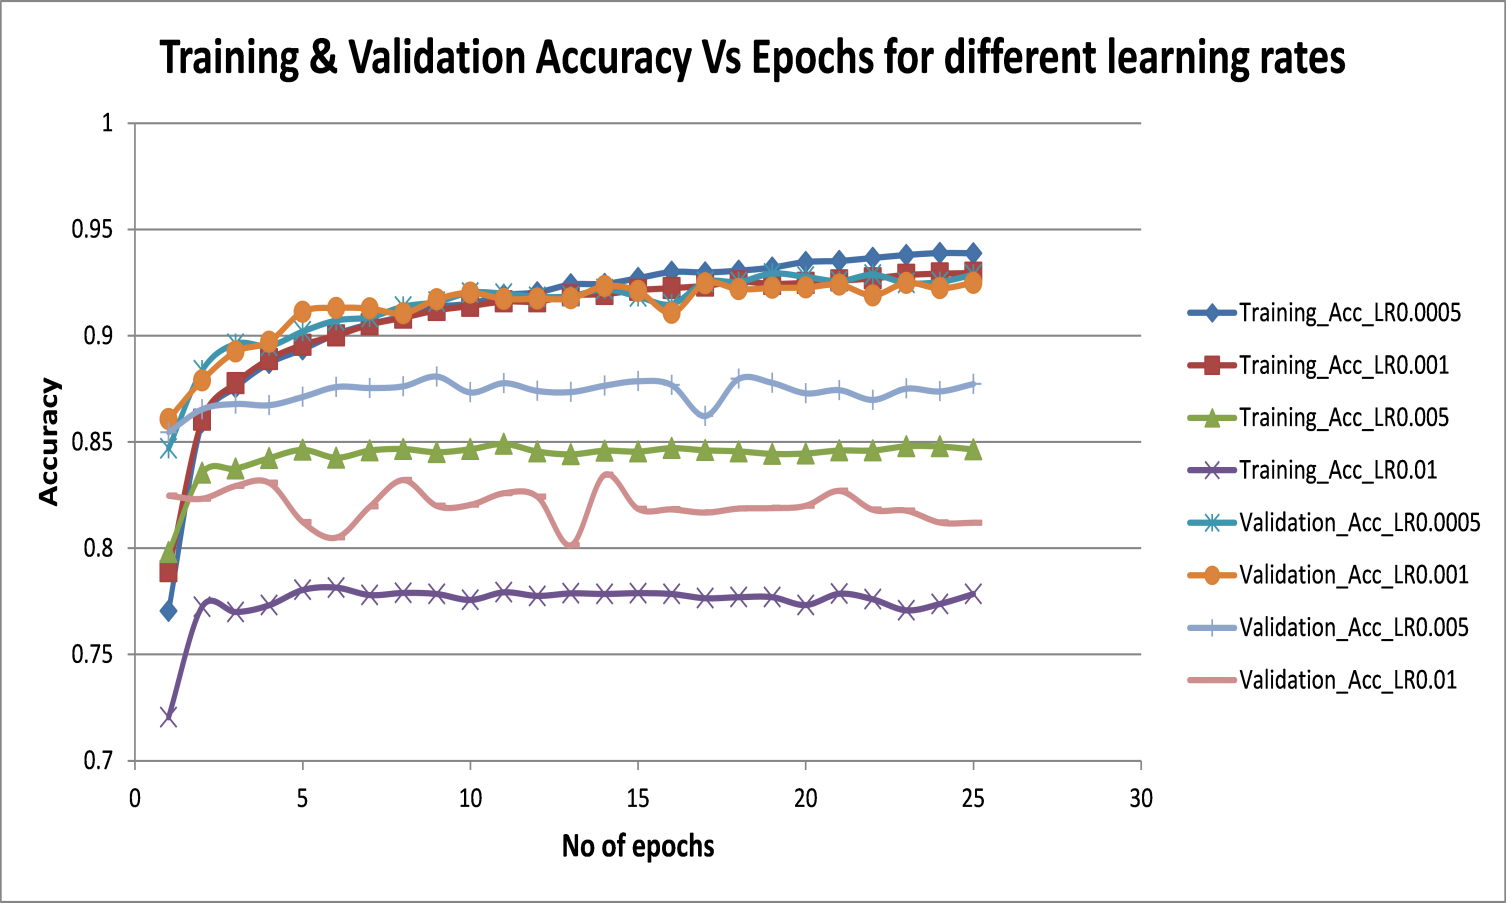 Training & Validation Accuracy Vs Epochs for different learning rates
1
0.95
0.9
0.85
0.8
0.75
0.7
Accuracy
0 5 10 15 20 25 30
No of epochs
Training_Acc_LR0.0005
Training_Acc_LR0.001
Training_Acc_LR0.005
Training_Acc_LR0.01
Validation_Acc_LR0.0005
Validation_Acc_LR0.001
Validation_Acc_LR0.005
Validation_Acc_LR0.01